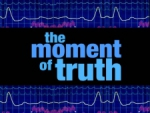 the
moment
of truth